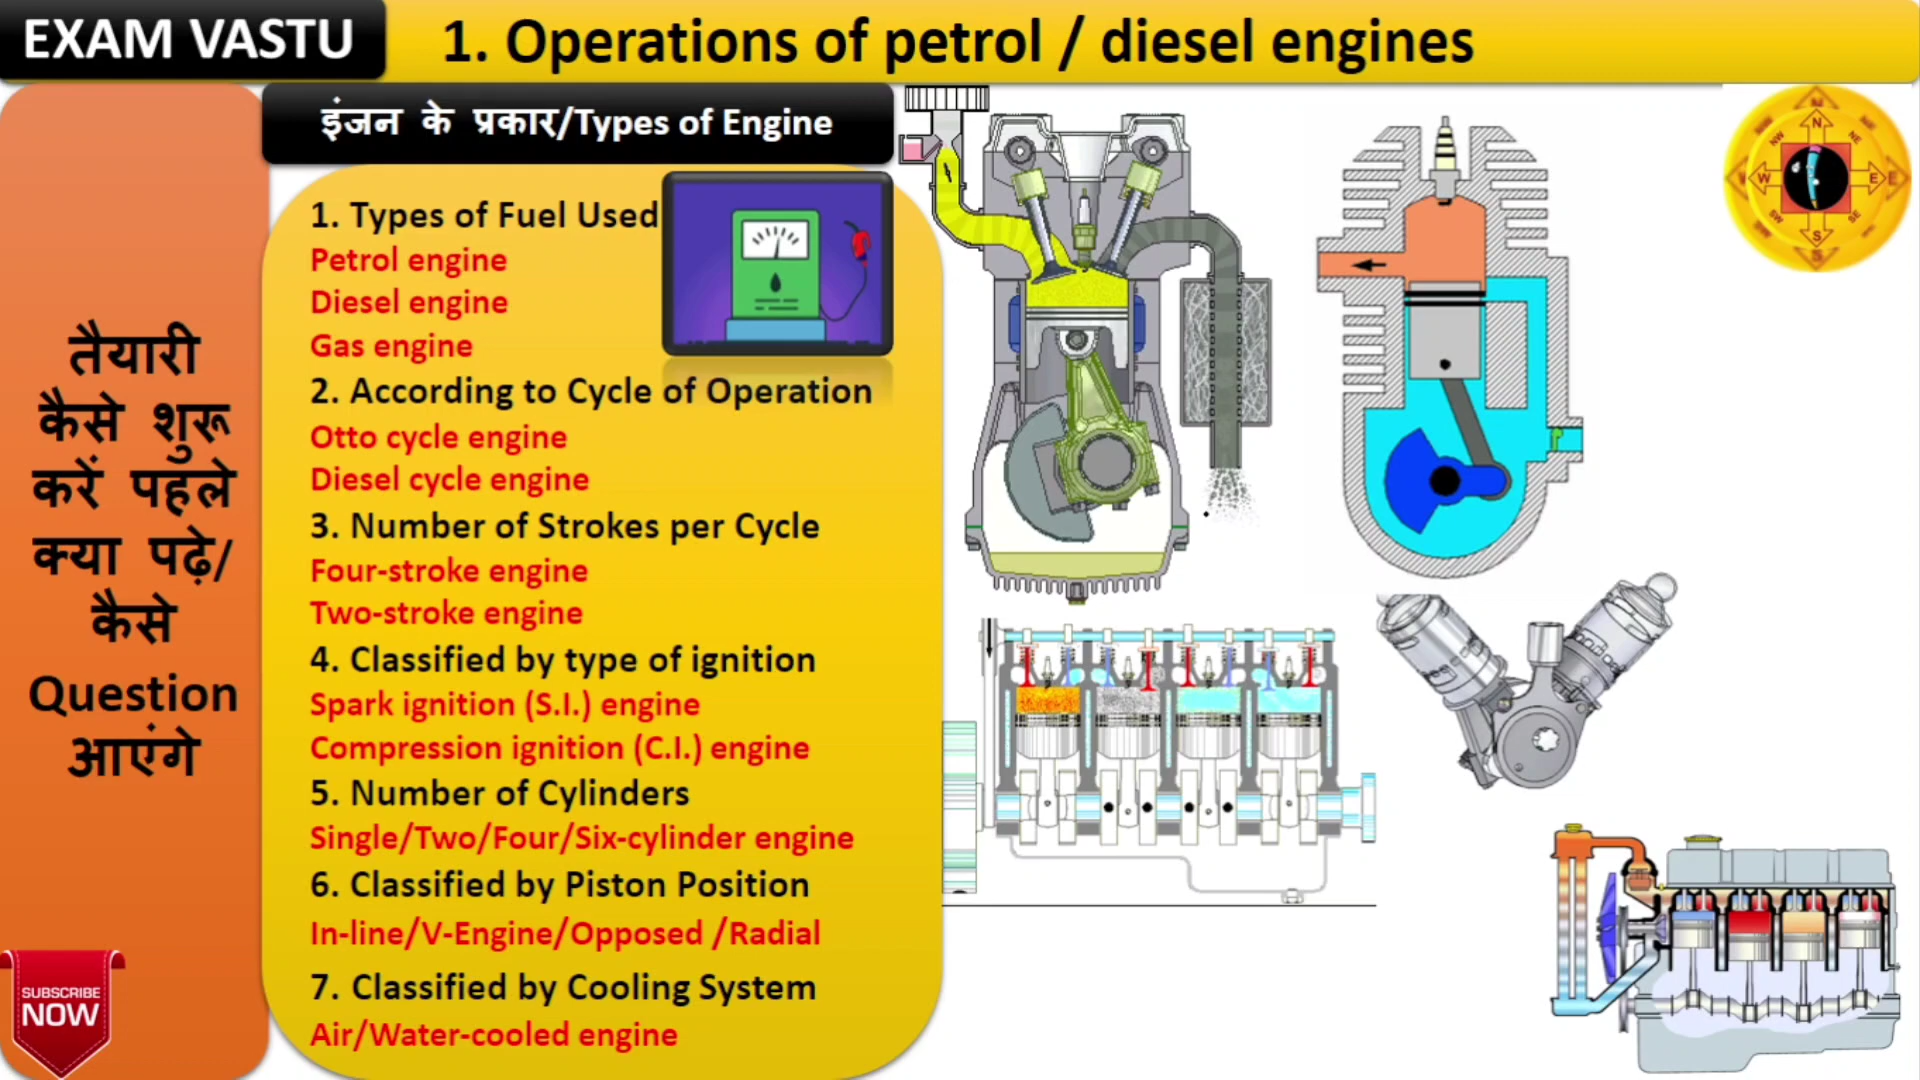 EXAM VASTU
1. Operations of petrol / diesel engines
इंजन के प्रकार/Types of Engine
तैयारी
कैसे शुरू
करें पहले
क्या पढ़े/
कैसे
Question
आएंगे
SUBSCRIBE
NOW
1. Types of Fuel Used
Petrol engine
Diesel engine
Gas engine
2. According to Cycle of Operation
Otto cycle engine
Diesel cycle engine
3. Number of Strokes per Cycle
Four-stroke engine
Two-stroke engine
4. Classified by type of ignition
Spark ignition (S.I.) engine
Compression ignition (C.I.) engine
5. Number of Cylinders
Single/Two/Four/Six-cylinder engine
6. Classified by Piston Position
In-line/V-Engine/Opposed /Radial
7. Classified by Cooling System
Air/Water-cooled engine
N
NW NE
W E E
SW SE
S